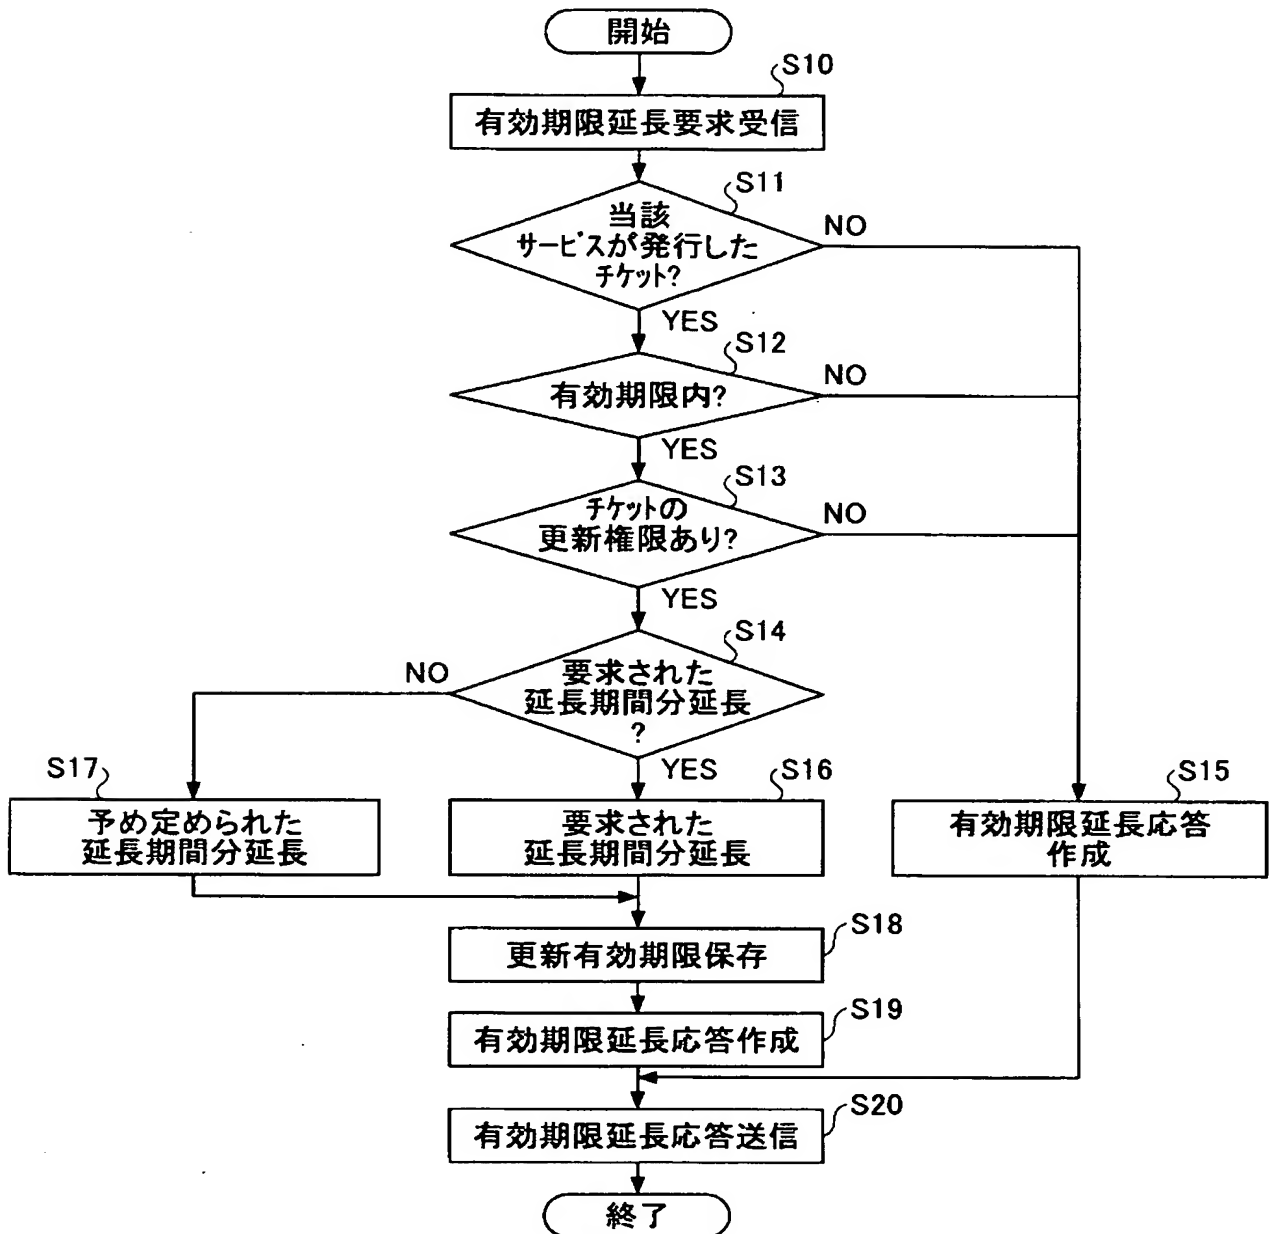 開始
S10
有効期限延長要求受信
S11
当該
サービスが発行した
チケット?
NO
YES
S12
有効期限内?
NO
YES
S13
チケットの
更新権限あり?
NO
YES
S14
要求された
延長期間分延長
?
NO
YES
S17
予め定められた
延長期間分延長
S16
要求された
延長期間分延長
S15
有効期限延長応答
作成
S18
更新有効期限保存
S19
有効期限延長応答作成
S20
有効期限延長応答送信
終了